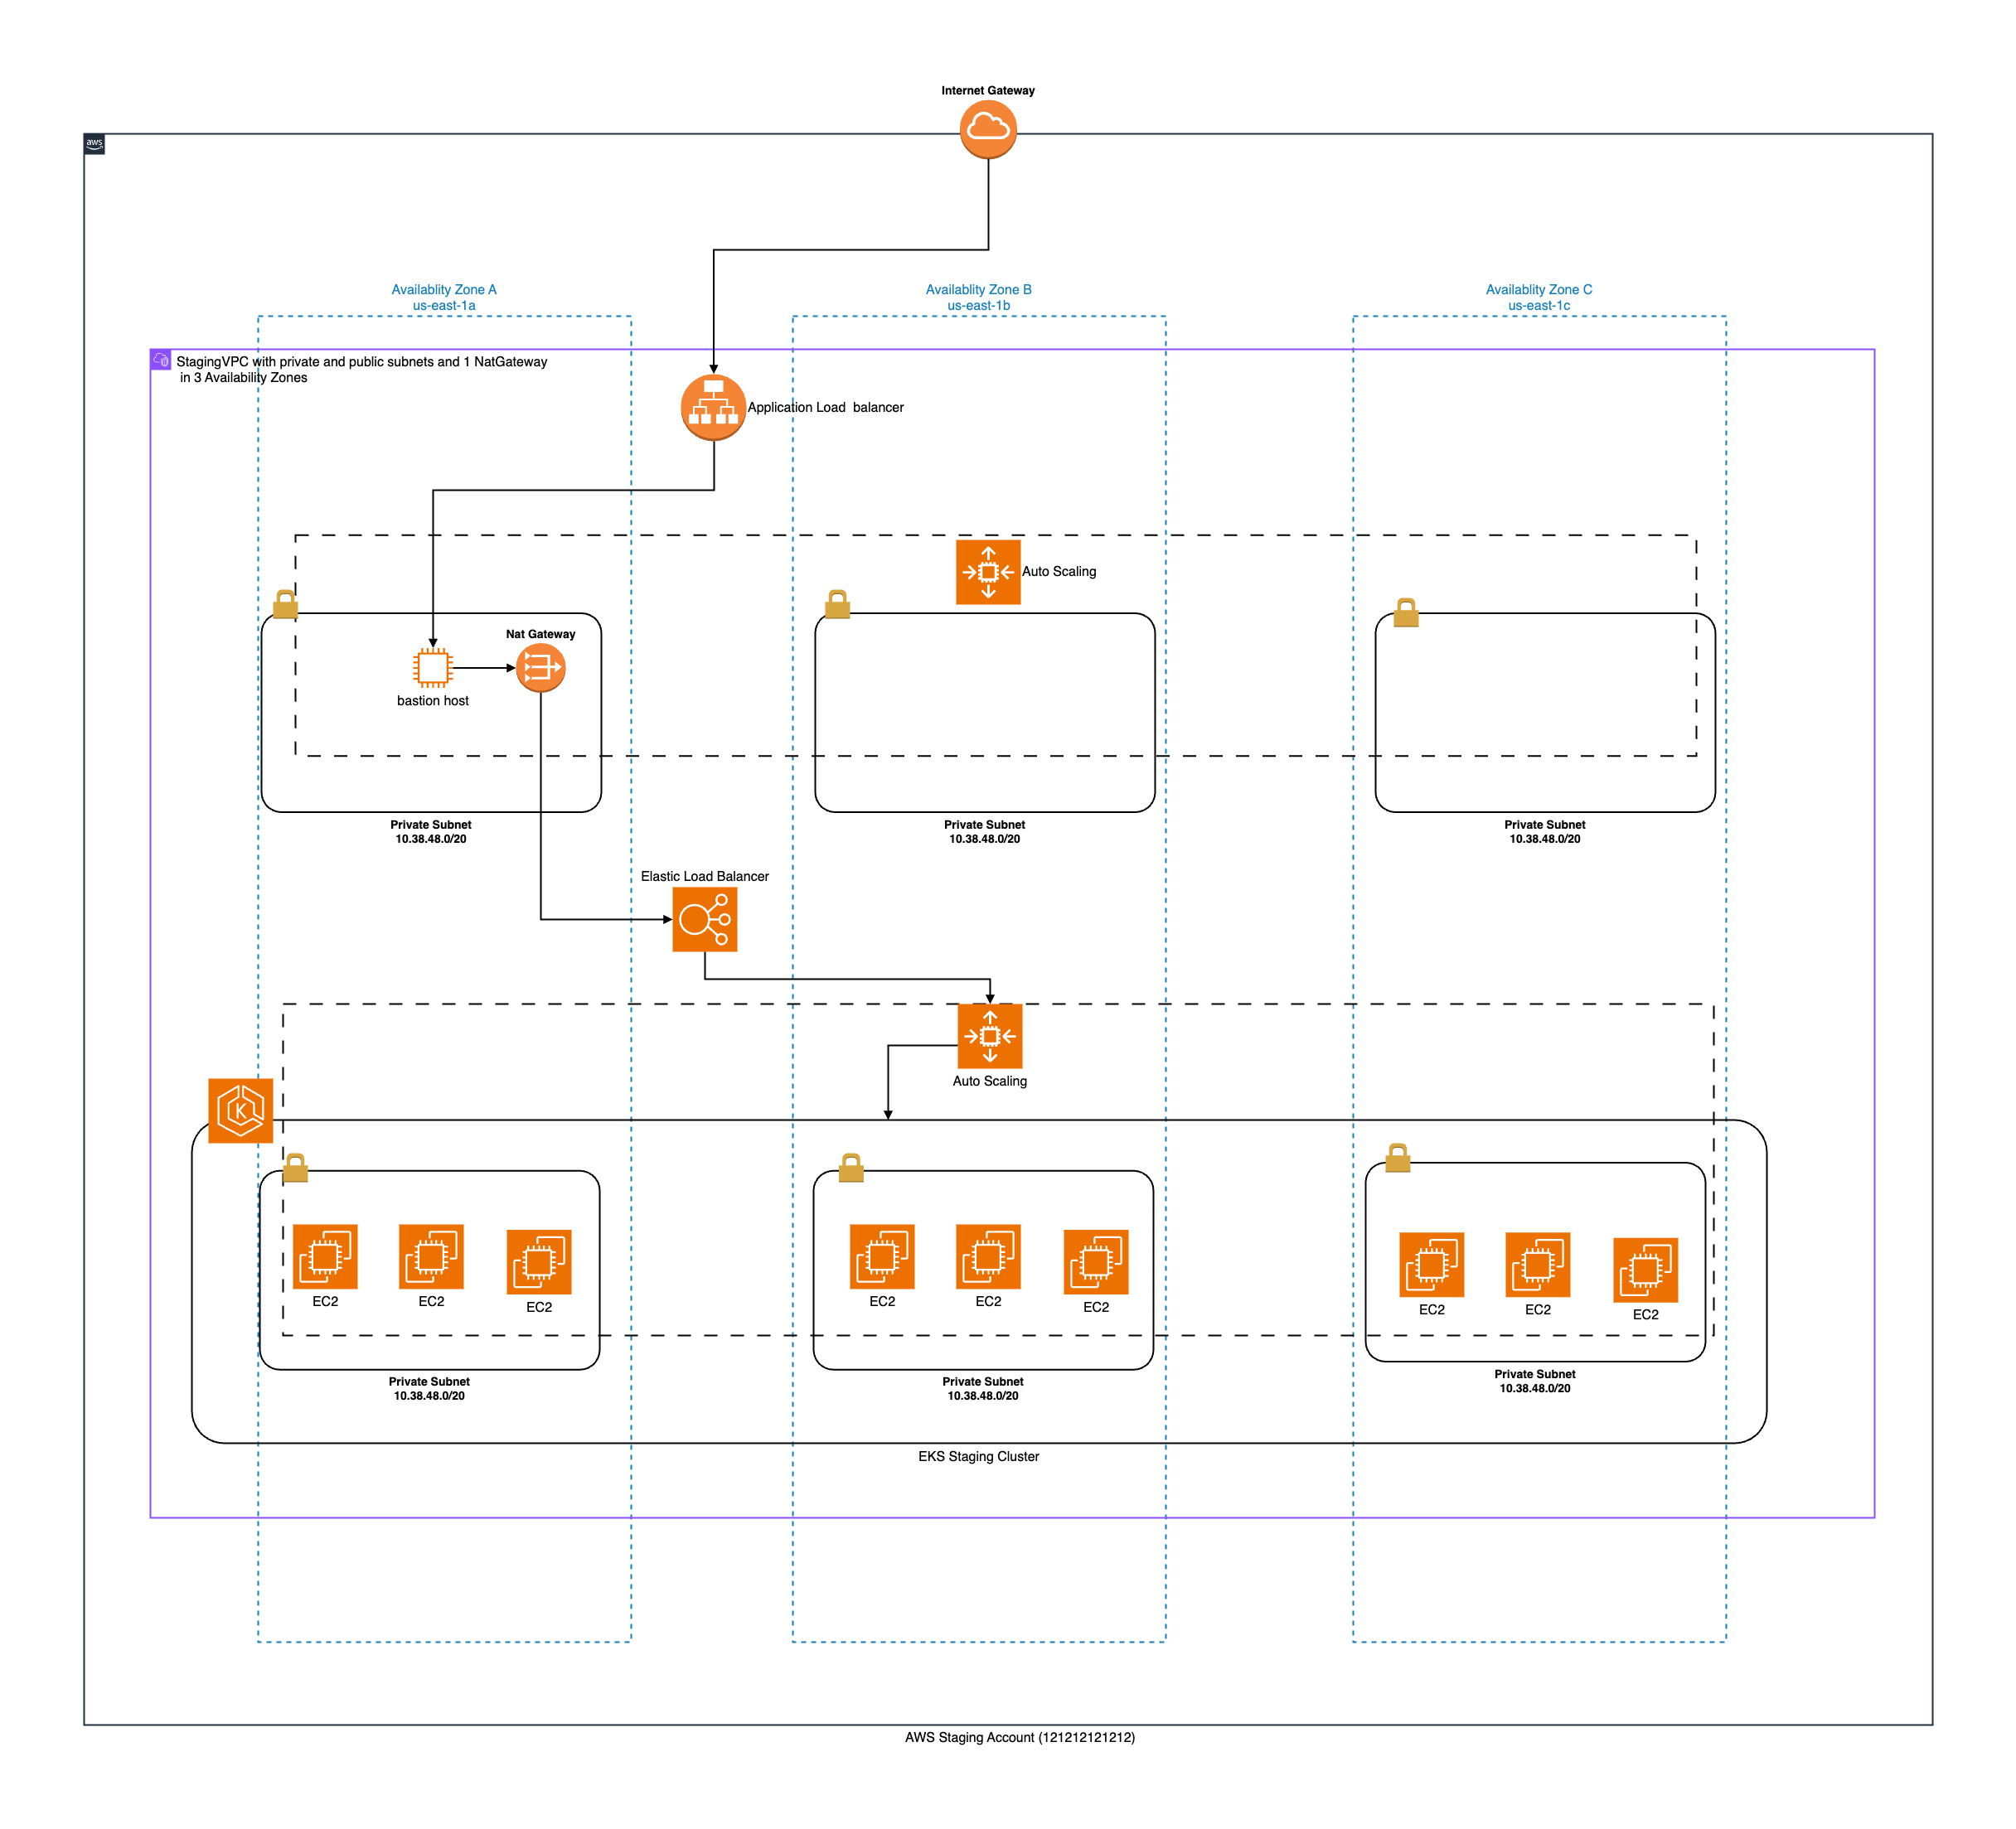 Internet Gateway
aws
Availablity Zone A
us-east-1a
Availablity Zone B
us-east-1b
Availablity Zone C
us-east-1c
StagingVPC with private and public subnets and 1 NatGateway
in 3 Availability Zones
Application Load  balancer
Auto Scaling
Nat Gateway
bastion host
Private Subnet
10.38.48.0/20
Private Subnet
10.38.48.0/20
Private Subnet
10.38.48.0/20
Elastic Load Balancer
Auto Scaling
K
EC2
EC2
EC2
EC2
EC2
EC2
EC2
EC2
EC2
Private Subnet
10.38.48.0/20
Private Subnet
10.38.48.0/20
Private Subnet
10.38.48.0/20
EKS Staging Cluster
AWS Staging Account (121212121212)